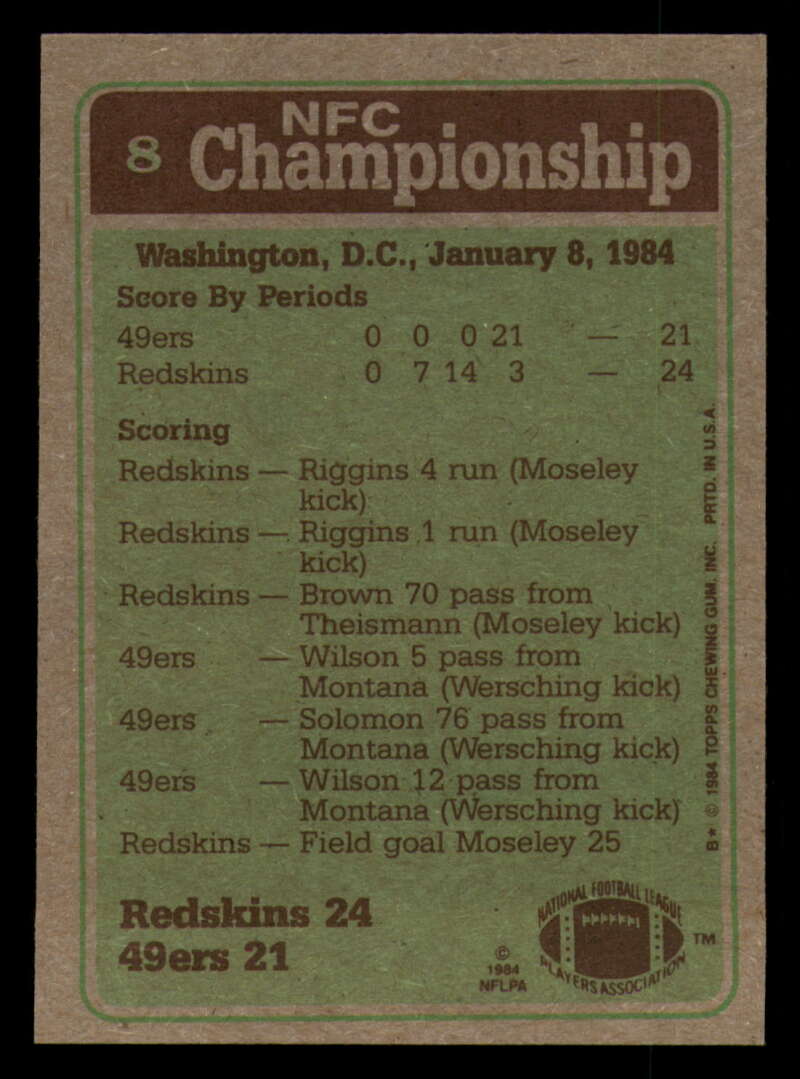 8 NFC
Championship
Washington, D.C., January 8, 1984
Score By Periods
49ers 0 0 0 21 — 21
Redskins 0 7 14 3 — 24
Scoring
Redskins — Riggins 4 run (Moseley
kick)
Redskins — Riggins 1 run (Moseley
kick)
Redskins — Brown 70 pass from
Theismann (Moseley kick)
49ers — Wilson 5 pass from
Montana (Wersching kick)
49ers — Solomon 76 pass from
Montana (Wersching kick)
49ers — Wilson 12 pass from
Montana (Wersching kick)
Redskins — Field goal Moseley 25
Redskins 24
49ers 21
©
1984
NFLPA
NATIONAL FOOTBALL LEAGUE
PLAYERS ASSOCIATION
TM
B* © 1984 TOPPS CHEWING GUM, INC. PRTD. IN U.S.A.